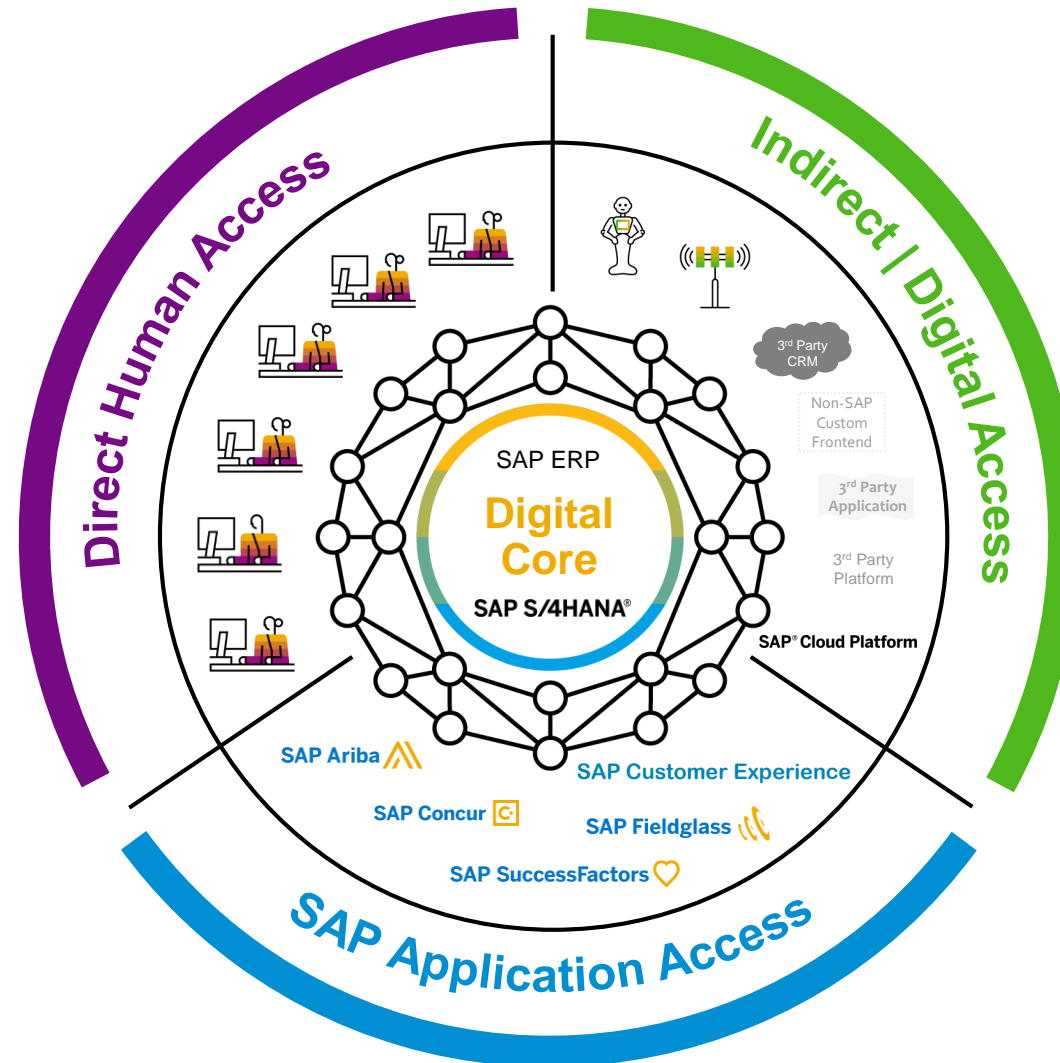 Direct Human Access
Indirect | Digital Access
3rd Party
CRM
Non-SAP
Custom
Frontend
3rd Party
Application
3rd Party
Platform
SAP® Cloud Platform
SAP ERP
Digital
Core
SAP S/4HANA®
SAP Ariba
SAP Customer Experience
SAP Concur
SAP Fieldglass
SAP SuccessFactors
SAP Application Access